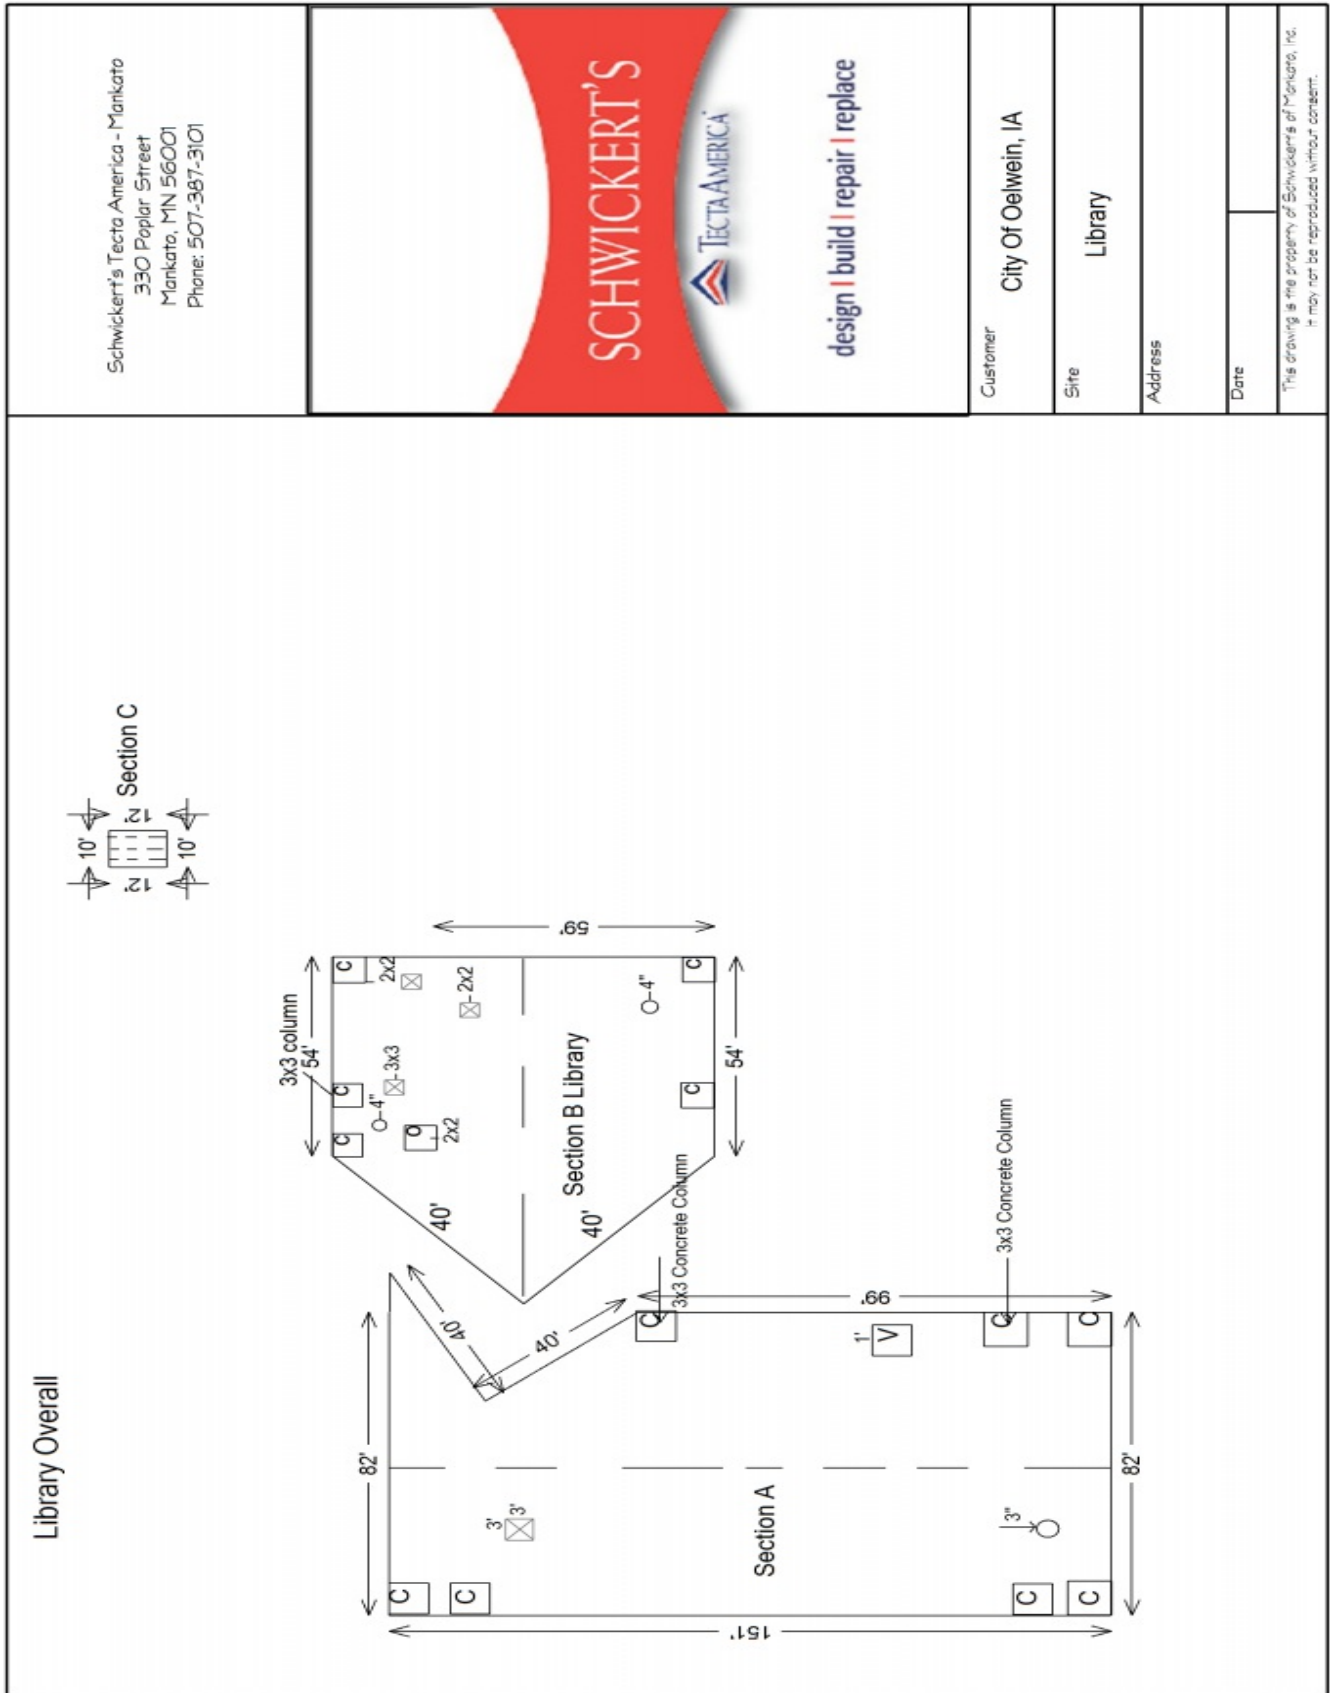 Library Overall
Section C
10'
10'
12'
12'
3x3 column
54'
C
C
C
2x2
2x2
3x3
4"
O
2x2
Section B Library
4"
C
C
54'
59'
40'
40'
40'
40'
82'
82'
99'
151'
3x3 Concrete Column
3x3 Concrete Column
C
C
C
1'
V
3'
3'
Section A
3"
C
C
C
C
Schwickert's Tecta America - Mankato
330 Poplar Street
Mankato, MN 56001
Phone: 507-387-3101
SCHWICKERT'S
TECTAAMERICA
design | build | repair | replace
Customer
City Of Oelwein, IA
Site
Library
Address
Date
This drawing is the property of Schwickert's of Mankato, Inc.
It may not be reproduced without consent.